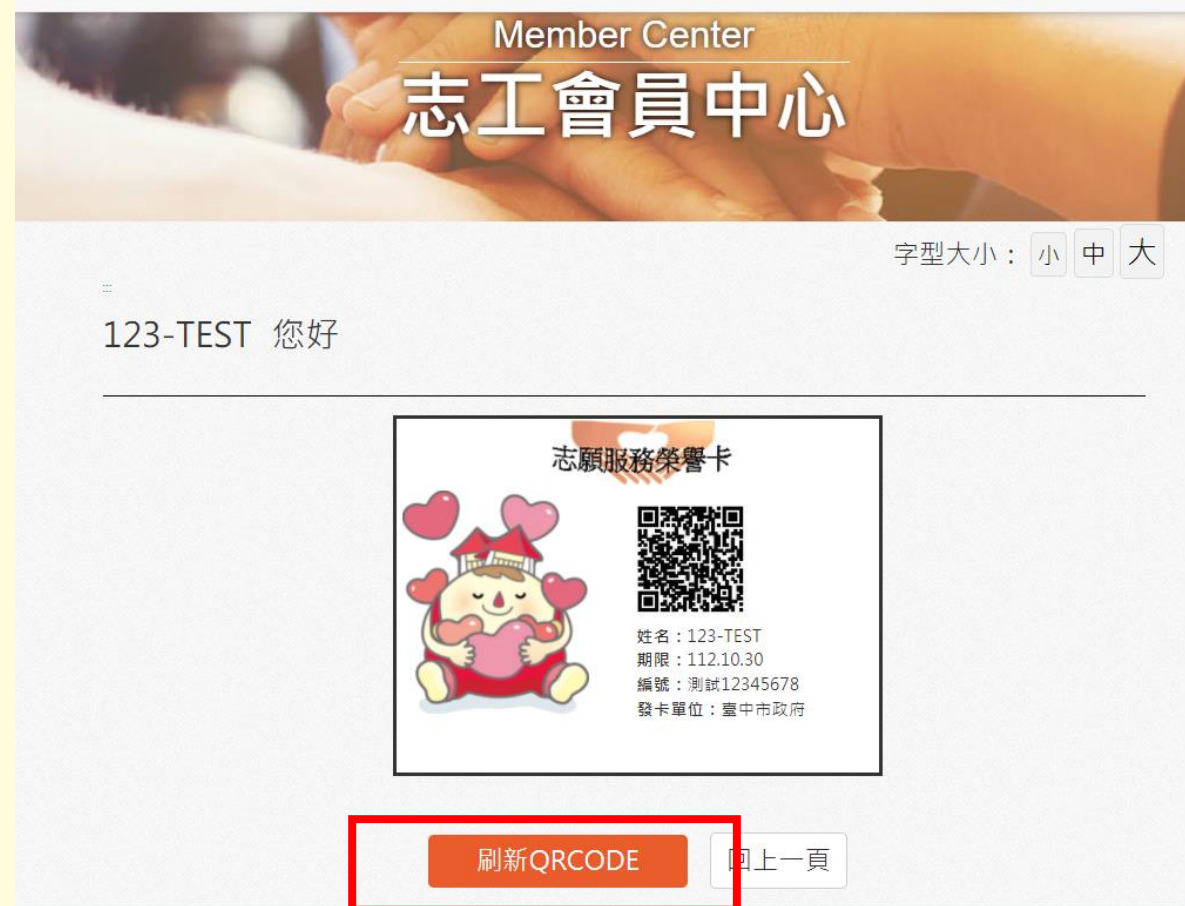 Member Center
志工會員中心
字型大小： 小 中 大
:::
123-TEST 您好
志願服務榮譽卡
姓名：123-TEST
期限：112.10.30
編號：測試12345678
發卡單位：臺中市政府
刷新QRCODE 回上一頁